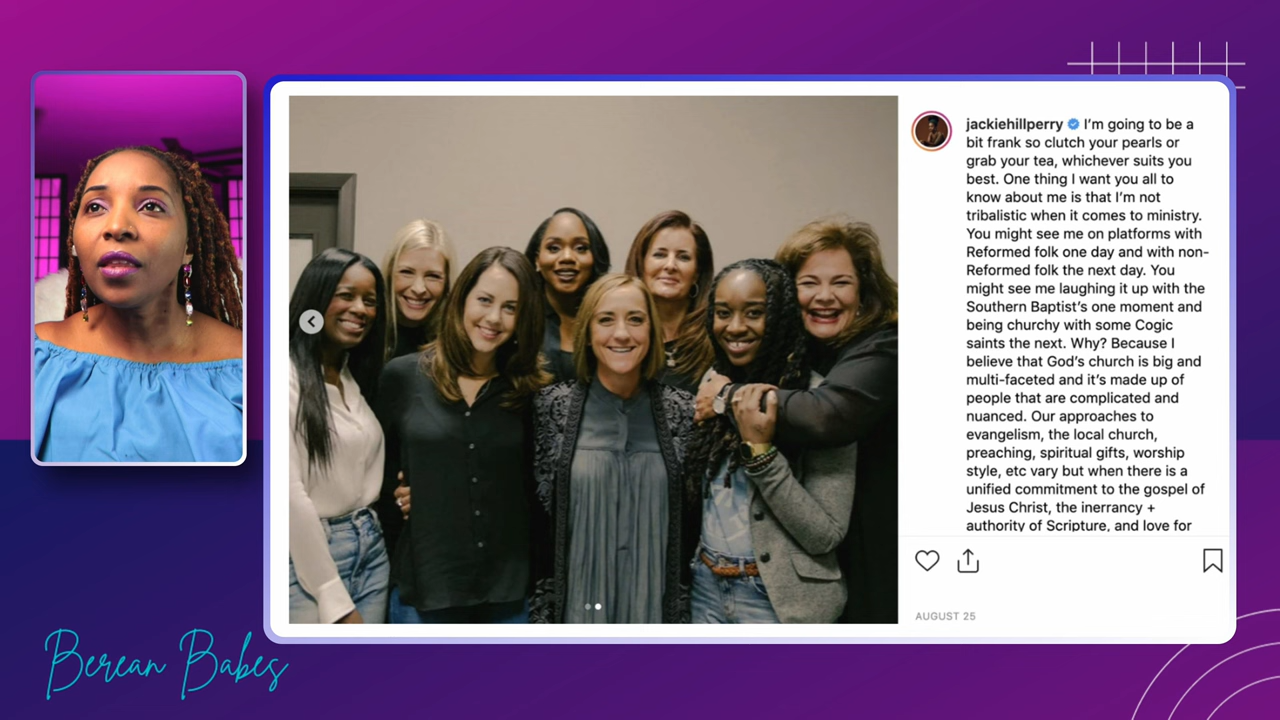 jackiehillperry I’m going to be a
bit frank so clutch your pearls or
grab your tea, whichever suits you
best. One thing I want you all to
know about me is that I’m not
tribalistic when it comes to ministry.
You might see me on platforms with
Reformed folk one day and with non-
Reformed folk the next day. You
might see me laughing it up with the
Southern Baptist’s one moment and
being churchy with some Cogic
saints the next. Why? Because I
believe that God’s church is big and
multi-faceted and it’s made up of
people that are complicated and
nuanced. Our approaches to
evangelism, the local church,
preaching, spiritual gifts, worship
style, etc vary but when there is a
unified commitment to the gospel of
Jesus Christ, the inerrancy +
authority of Scripture, and love for
AUGUST 25
Berean Babes